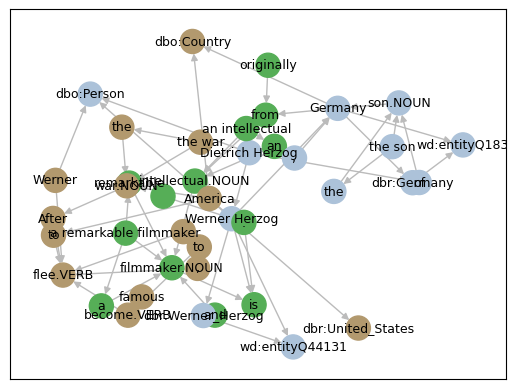 dbo:Country
originally
dbo:Person
son.NOUN
Germany
from
the
an intellectual
an
the war
Dietrich Herzog
,
the son
wd:entityQ183
Werner
remarkable
war.NOUN
intellectual.NOUN
dbr:Germany
of
the
America
After
Werner Herzog
.
to
a remarkable filmmaker
to
flee.VERB
filmmaker.NOUN
famous
a
is
become.VERB
dbr:Werner_Herzog
and
dbr:United_States
wd:entityQ44131